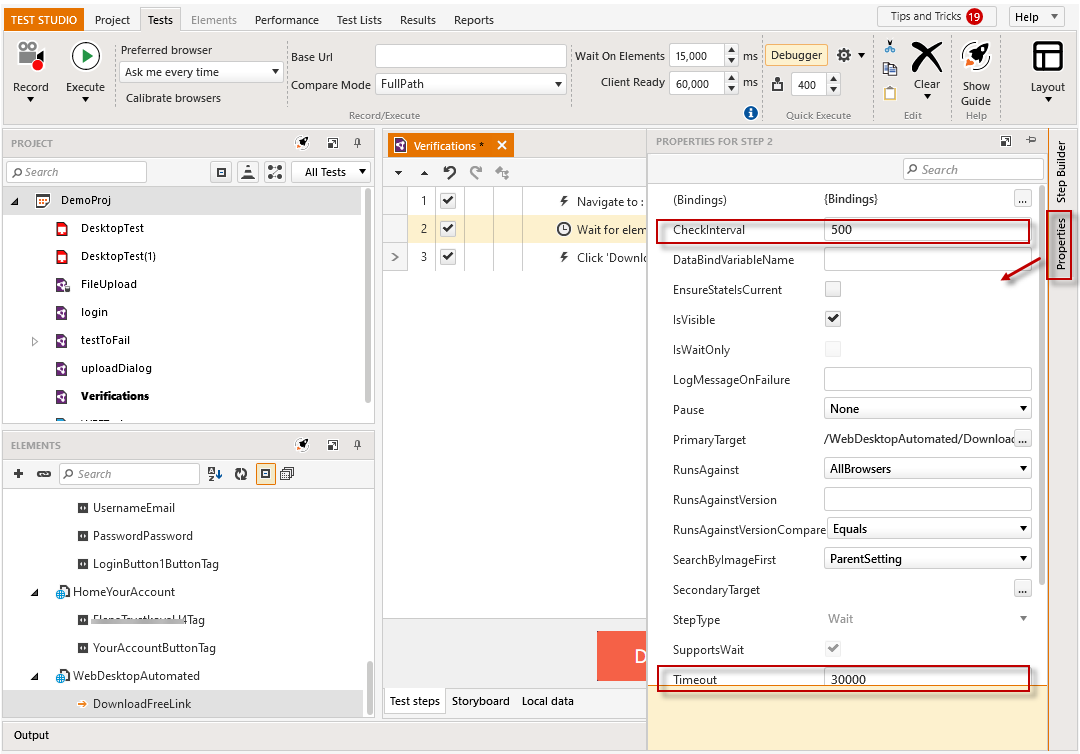 TEST STUDIO Project Tests Elements Performance Test Lists Results Reports Tips and Tricks 19 Help
Preferred browser
Ask me every time
Calibrate browsers
Record Execute
Base Url
Compare Mode FullPath
Wait On Elements 15,000 ms
Client Ready 60,000 ms
Record/Execute
Debugger
400
Quick Execute
Clear
Edit
Show
Guide
Help
Layout
PROJECT
Search All Tests
DemoProj
DesktopTest
DesktopTest(1)
FileUpload
login
testToFail
uploadDialog
Verifications
ELEMENTS
Search
UsernameEmail
PasswordPassword
LoginButton1ButtonTag
HomeYourAccount
YourAccountButtonTag
WebDesktopAutomated
DownloadFreeLink
Verifications *
1 Navigate to :
2 Wait for elem
3 Click 'Downlo
D
Test steps Storyboard Local data
PROPERTIES FOR STEP 2
Search
(Bindings) {Bindings} ...
CheckInterval 500
DataBindVariableName
EnsureStateIsCurrent
IsVisible
IsWaitOnly
LogMessageOnFailure
Pause None
PrimaryTarget /WebDesktopAutomated/Download ...
RunsAgainst AllBrowsers
RunsAgainstVersion
RunsAgainstVersionCompare Equals
SearchByImageFirst ParentSetting
SecondaryTarget ...
StepType Wait
SupportsWait
Timeout 30000
Step Builder
Properties
Output